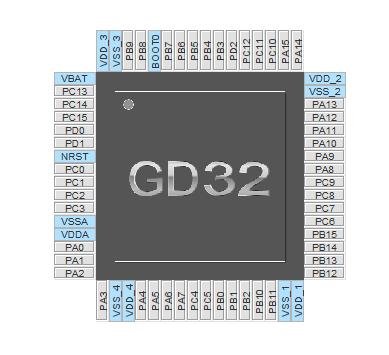 VDD_3
VSS_3
PB9
PB8
BOOT0
PB7
PB6
PB5
PB4
PB3
PD2
PC12
PC11
PC10
PA15
PA14
VBAT
PC13
PC14
PC15
PD0
PD1
NRST
PC0
PC1
PC2
PC3
VSSA
VDDA
PA0
PA1
PA2
GD32
VDD_2
VSS_2
PA13
PA12
PA11
PA10
PA9
PA8
PC9
PC8
PC7
PC6
PB15
PB14
PB13
PB12
PA3
VSS_4
VDD_4
PA4
PA5
PA6
PA7
PC4
PC5
PB0
PB1
PB2
PB10
PB11
VSS_1
VDD_1